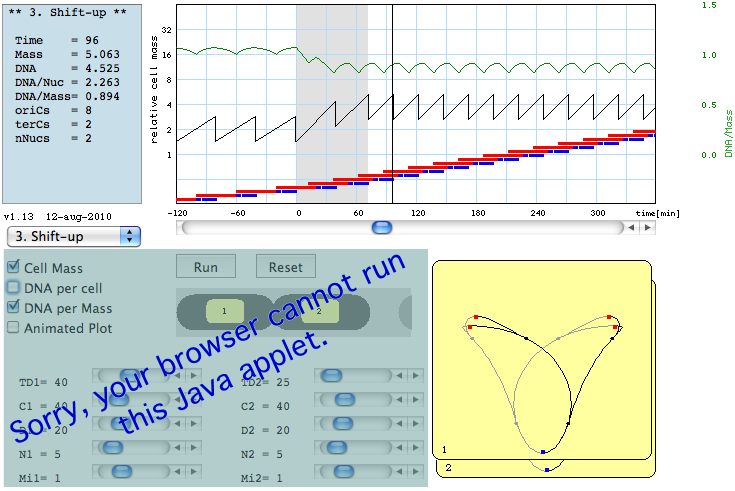 ** 3. Shift-up **
Time = 96
Mass = 5.063
DNA = 4.525
DNA/Nuc = 2.263
DNA/Mass= 0.894
oriCs = 8
terCs = 2
nNucs = 2
v1.13 12-aug-2010
3. Shift-up
relative cell mass
32
16
8
4
2
1
-120 -60 0 60 120 180 240 300 time[min]
1.5
1.0
0.5
0.0
DNA/Mass
Cell Mass
DNA per cell
DNA per Mass
Animated Plot
Run Reset
1 2
Sorry, your browser cannot run
this Java applet.
TD1= 40 TD2= 25
C1 = 40 C2 = 40
D1 = 20 D2 = 20
N1 = 5 N2 = 5
Mi1= 1 Mi2= 1
1
2